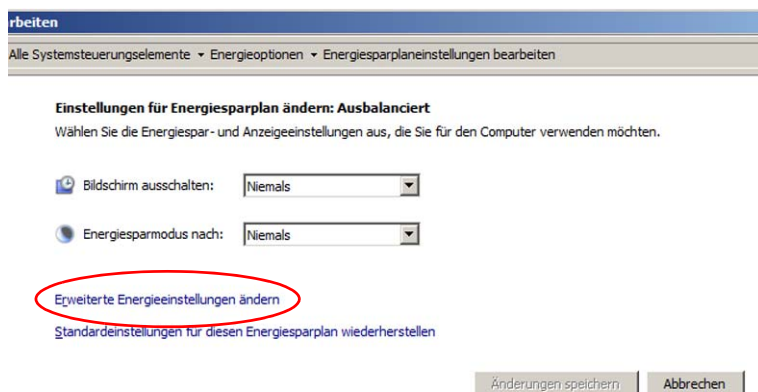 rbeiten
Alle Systemsteuerungselemente Energieoptionen Energiesparplaneinstellungen bearbeiten
Einstellungen für Energiesparplan ändern: Ausbalanciert
Wählen Sie die Energiespar- und Anzeigeeinstellungen aus, die Sie für den Computer verwenden möchten.
Bildschirm ausschalten: Niemals
Energiesparmodus nach: Niemals
Erweiterte Energieeinstellungen ändern
Standardeinstellungen für diesen Energiesparplan wiederherstellen
Änderungen speichern Abbrechen